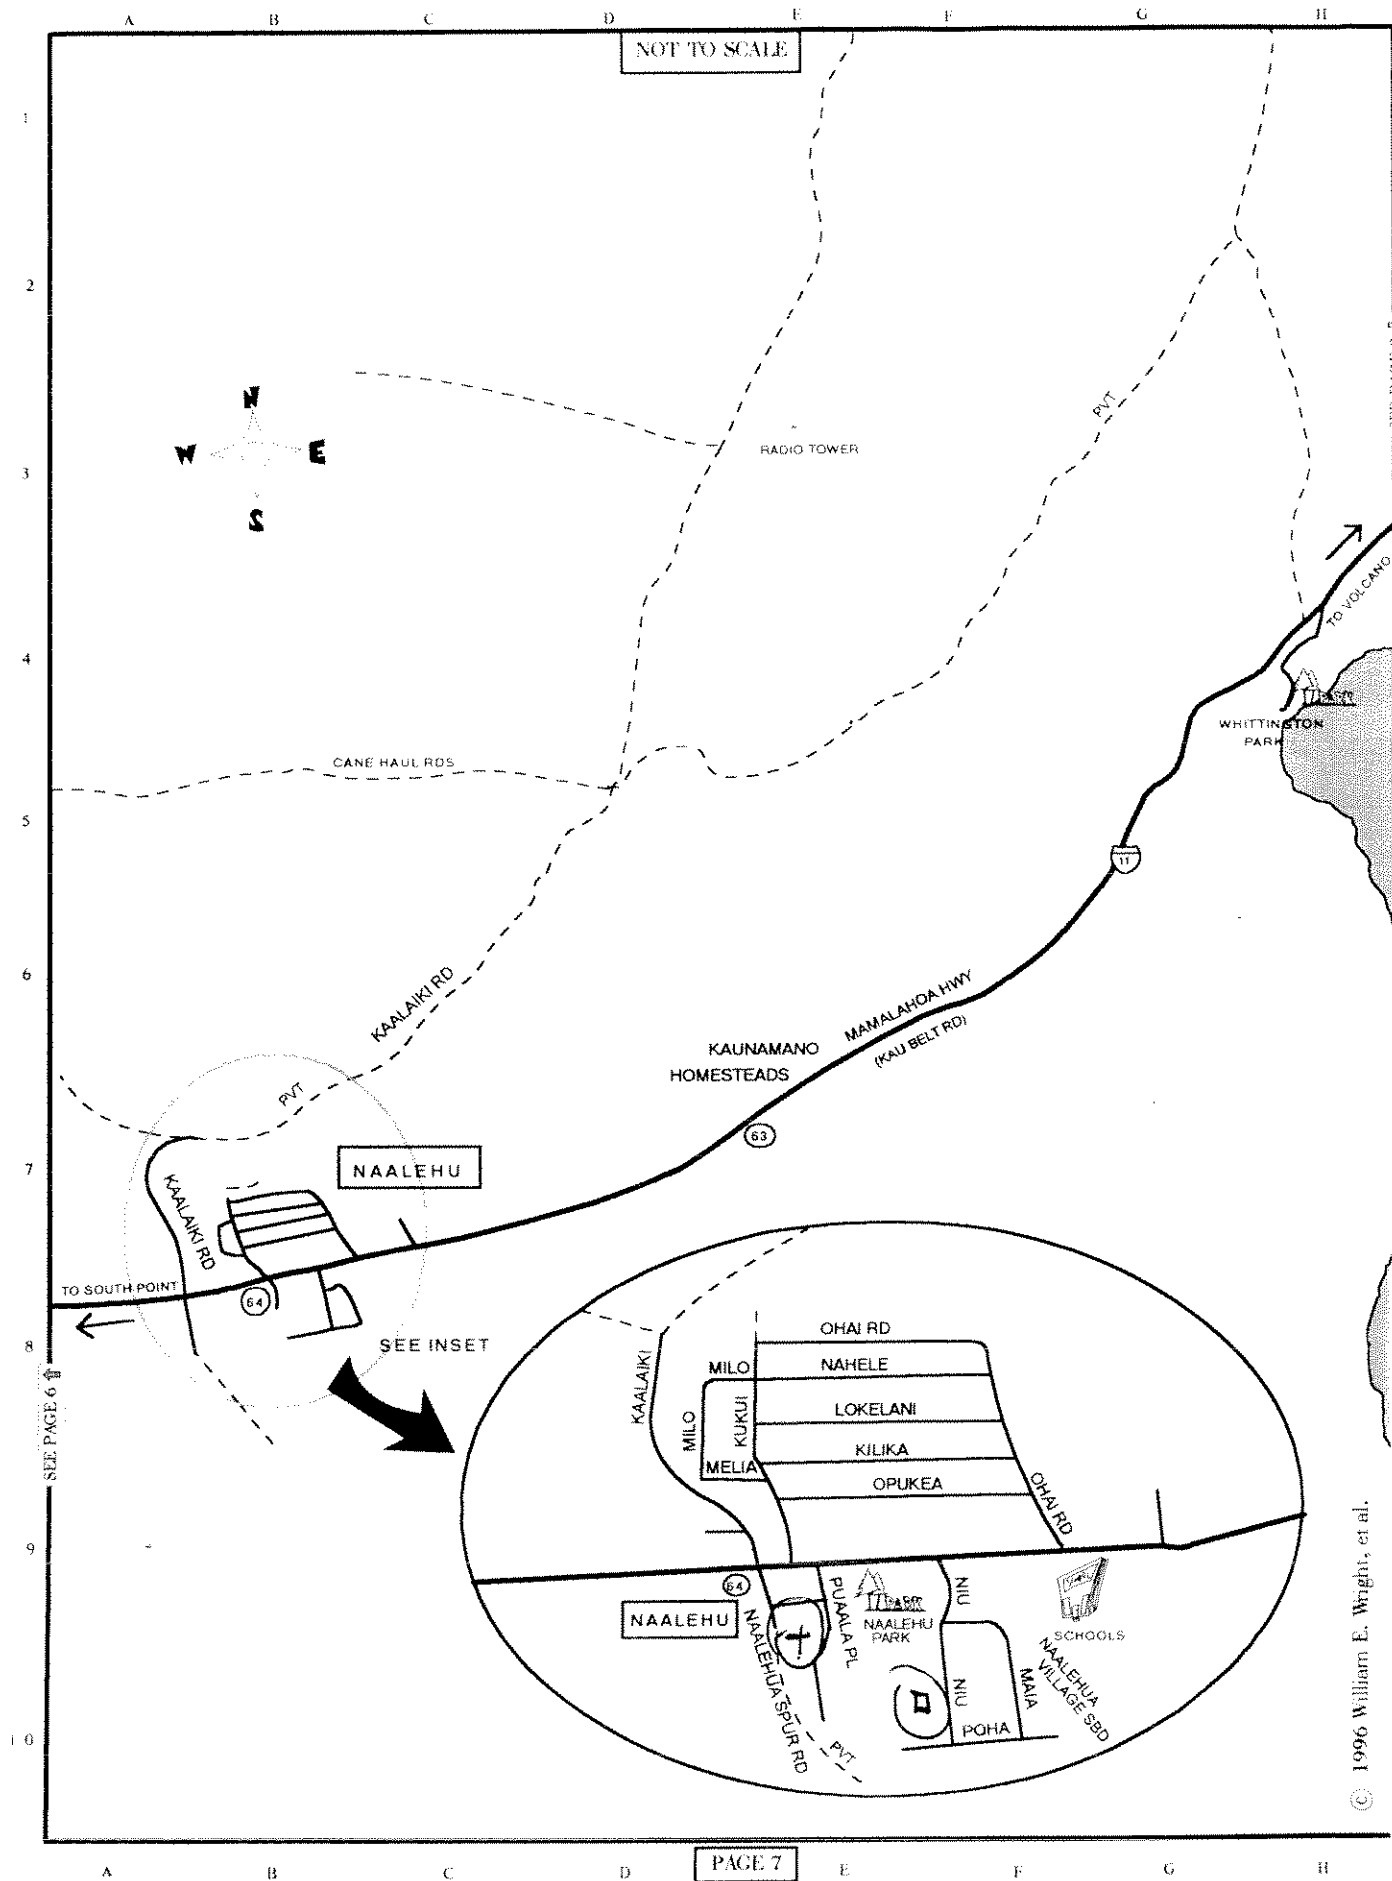 A B C D E F G H
NOT TO SCALE
1
2
N
W E
S
3
PVT
RADIO TOWER
TO VOLCANO
4
WHITTINGTON
PARK
CANE HAUL RDS
5
11
6
KAALAIKI RD
MAMALAHOA HWY
(KAU BELT RD)
KAUNAMANO
HOMESTEADS
PVT
63
7
NAALEHU
KAALAIKI RD
TO SOUTH POINT
64
8
SEE INSET
SEE PAGE 6
OHAI RD
MILO
NAHELE
KAALAIKI
MILO
KUKUI
LOKELANI
KILIKA
MELIA
OPUKEA
OHAI RD
9
64
NAALEHU
NAALEHUA SPUR RD
PUAALA PL
PARK
NAALEHU
PARK
NIU
SCHOOLS
NAALEHUA
VILLAGE SBD
NIU
MAIA
POHA
PVT
10
© 1996 William E. Wright, et al.
PAGE 7
A B C D E F G H